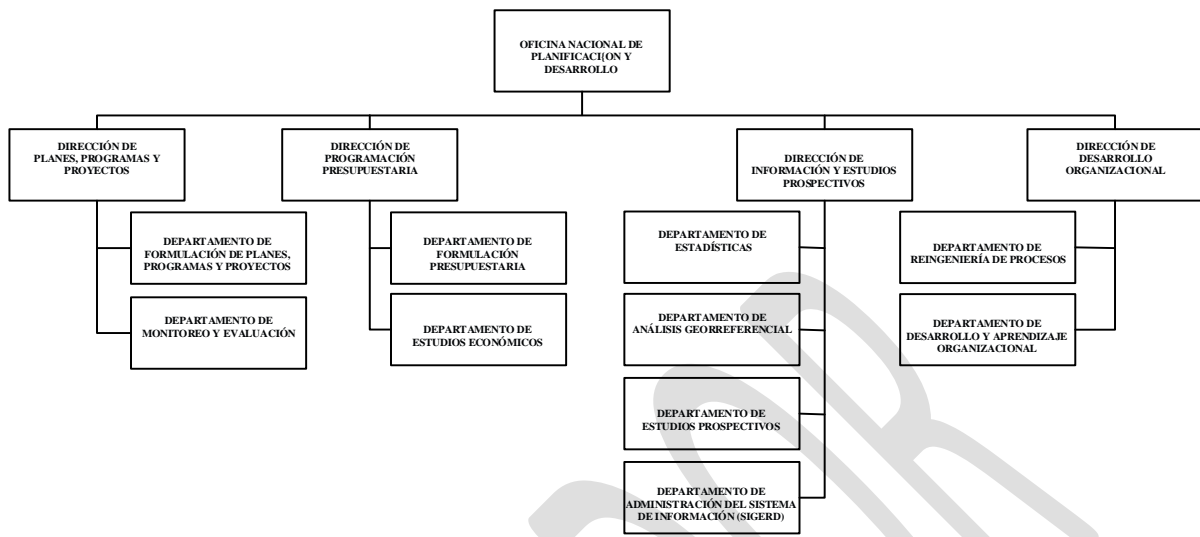 OFICINA NACIONAL DE
PLANIFICACI{ON Y
DESARROLLO
DIRECCIÓN DE
PLANES, PROGRAMAS Y
PROYECTOS
DIRECCIÓN DE
PROGRAMACIÓN
PRESUPUESTARIA
DIRECCIÓN DE
INFORMACIÓN Y ESTUDIOS
PROSPECTIVOS
DIRECCIÓN DE
DESARROLLO
ORGANIZACIONAL
DEPARTAMENTO DE
FORMULACIÓN DE PLANES,
PROGRAMAS Y PROYECTOS
DEPARTAMENTO DE
MONITOREO Y EVALUACIÓN
DEPARTAMENTO DE
FORMULACIÓN
PRESUPUESTARIA
DEPARTAMENTO DE
ESTUDIOS ECONÓMICOS
DEPARTAMENTO DE
ESTADÍSTICAS
DEPARTAMENTO DE
ANÁLISIS GEORREFERENCIAL
DEPARTAMENTO DE
ESTUDIOS PROSPECTIVOS
DEPARTAMENTO DE
ADMINISTRACIÓN DEL SISTEMA
DE INFORMACIÓN (SIGERD)
DEPARTAMENTO DE
REINGENIERÍA DE PROCESOS
DEPARTAMENTO DE
DESARROLLO Y APRENDIZAJE
ORGANIZACIONAL